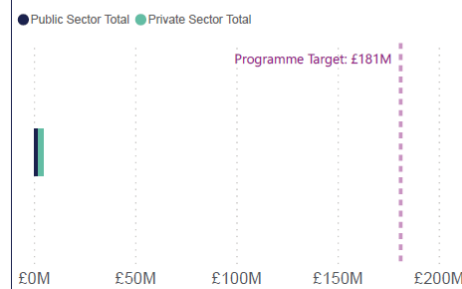 Public Sector Total Private Sector Total
Programme Target: £181M
£0M £50M £100M £150M £200M